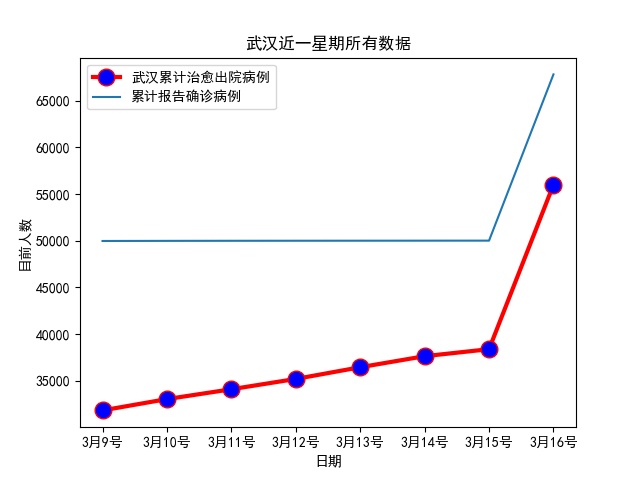 武汉近一星期所有数据
武汉累计治愈出院病例
累计报告确诊病例
65000
60000
55000
50000
45000
40000
35000
目前人数
3月9号 3月10号 3月11号 3月12号 3月13号 3月14号 3月15号 3月16号
日期